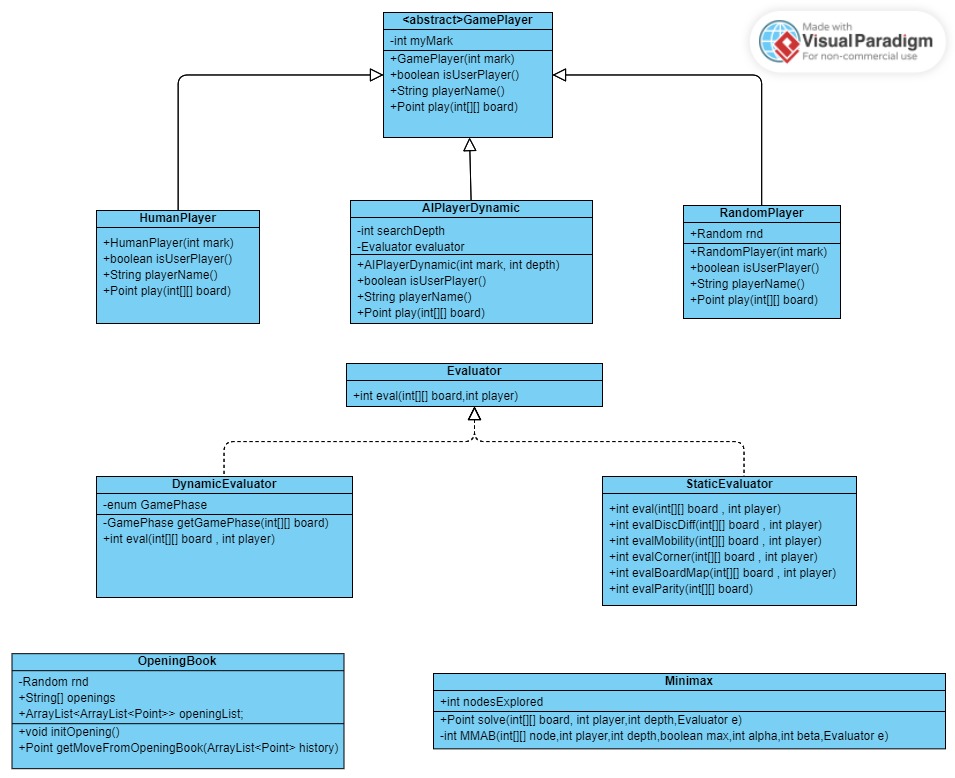 <abstract>GamePlayer
-int myMark
+GamePlayer(int mark)
+boolean isUserPlayer()
+String playerName()
+Point play(int[][] board)
Made with
VisualParadigm
For non-commercial use
HumanPlayer
+HumanPlayer(int mark)
+boolean isUserPlayer()
+String playerName()
+Point play(int[][] board)
AIPlayerDynamic
-int searchDepth
-Evaluator evaluator
+AIPlayerDynamic(int mark, int depth)
+boolean isUserPlayer()
+String playerName()
+Point play(int[][] board)
RandomPlayer
+Random rnd
+RandomPlayer(int mark)
+boolean isUserPlayer()
+String playerName()
+Point play(int[][] board)
Evaluator
+int eval(int[][] board,int player)
DynamicEvaluator
-enum GamePhase
-GamePhase getGamePhase(int[][] board)
+int eval(int[][] board , int player)
StaticEvaluator
+int eval(int[][] board , int player)
+int evalDiscDiff(int[][] board , int player)
+int evalMobility(int[][] board , int player)
+int evalCorner(int[][] board , int player)
+int evalBoardMap(int[][] board , int player)
+int evalParity(int[][] board)
OpeningBook
-Random rnd
+String[] openings
+ArrayList<ArrayList<Point>> openingList;
+void initOpening()
+Point getMoveFromOpeningBook(ArrayList<Point> history)
Minimax
+int nodesExplored
+Point solve(int[][] board, int player,int depth,Evaluator e)
-int MMAB(int[][] node,int player,int depth,boolean max,int alpha,int beta,Evaluator e)